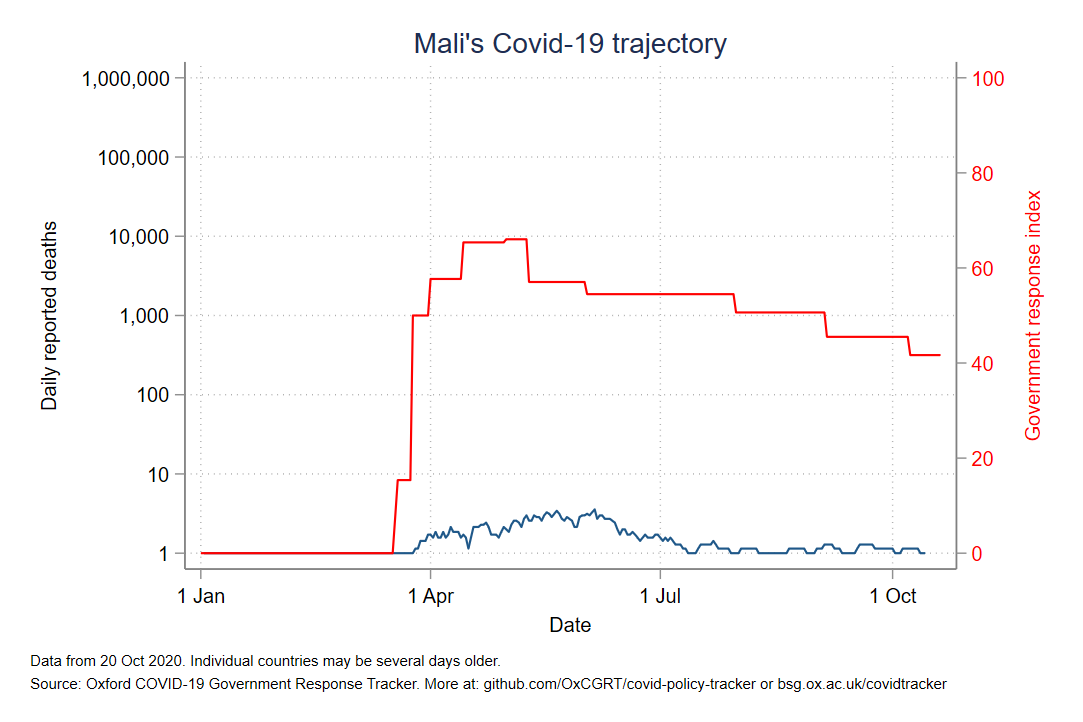 Mali's Covid-19 trajectory
1,000,000
100,000
10,000
1,000
100
10
1
Daily reported deaths
100
80
60
40
20
0
Government response index
1 Jan
1 Apr
1 Jul
1 Oct
Date
Data from 20 Oct 2020. Individual countries may be several days older.
Source: Oxford COVID-19 Government Response Tracker. More at: github.com/OxCGRT/covid-policy-tracker or bsg.ox.ac.uk/covidtracker